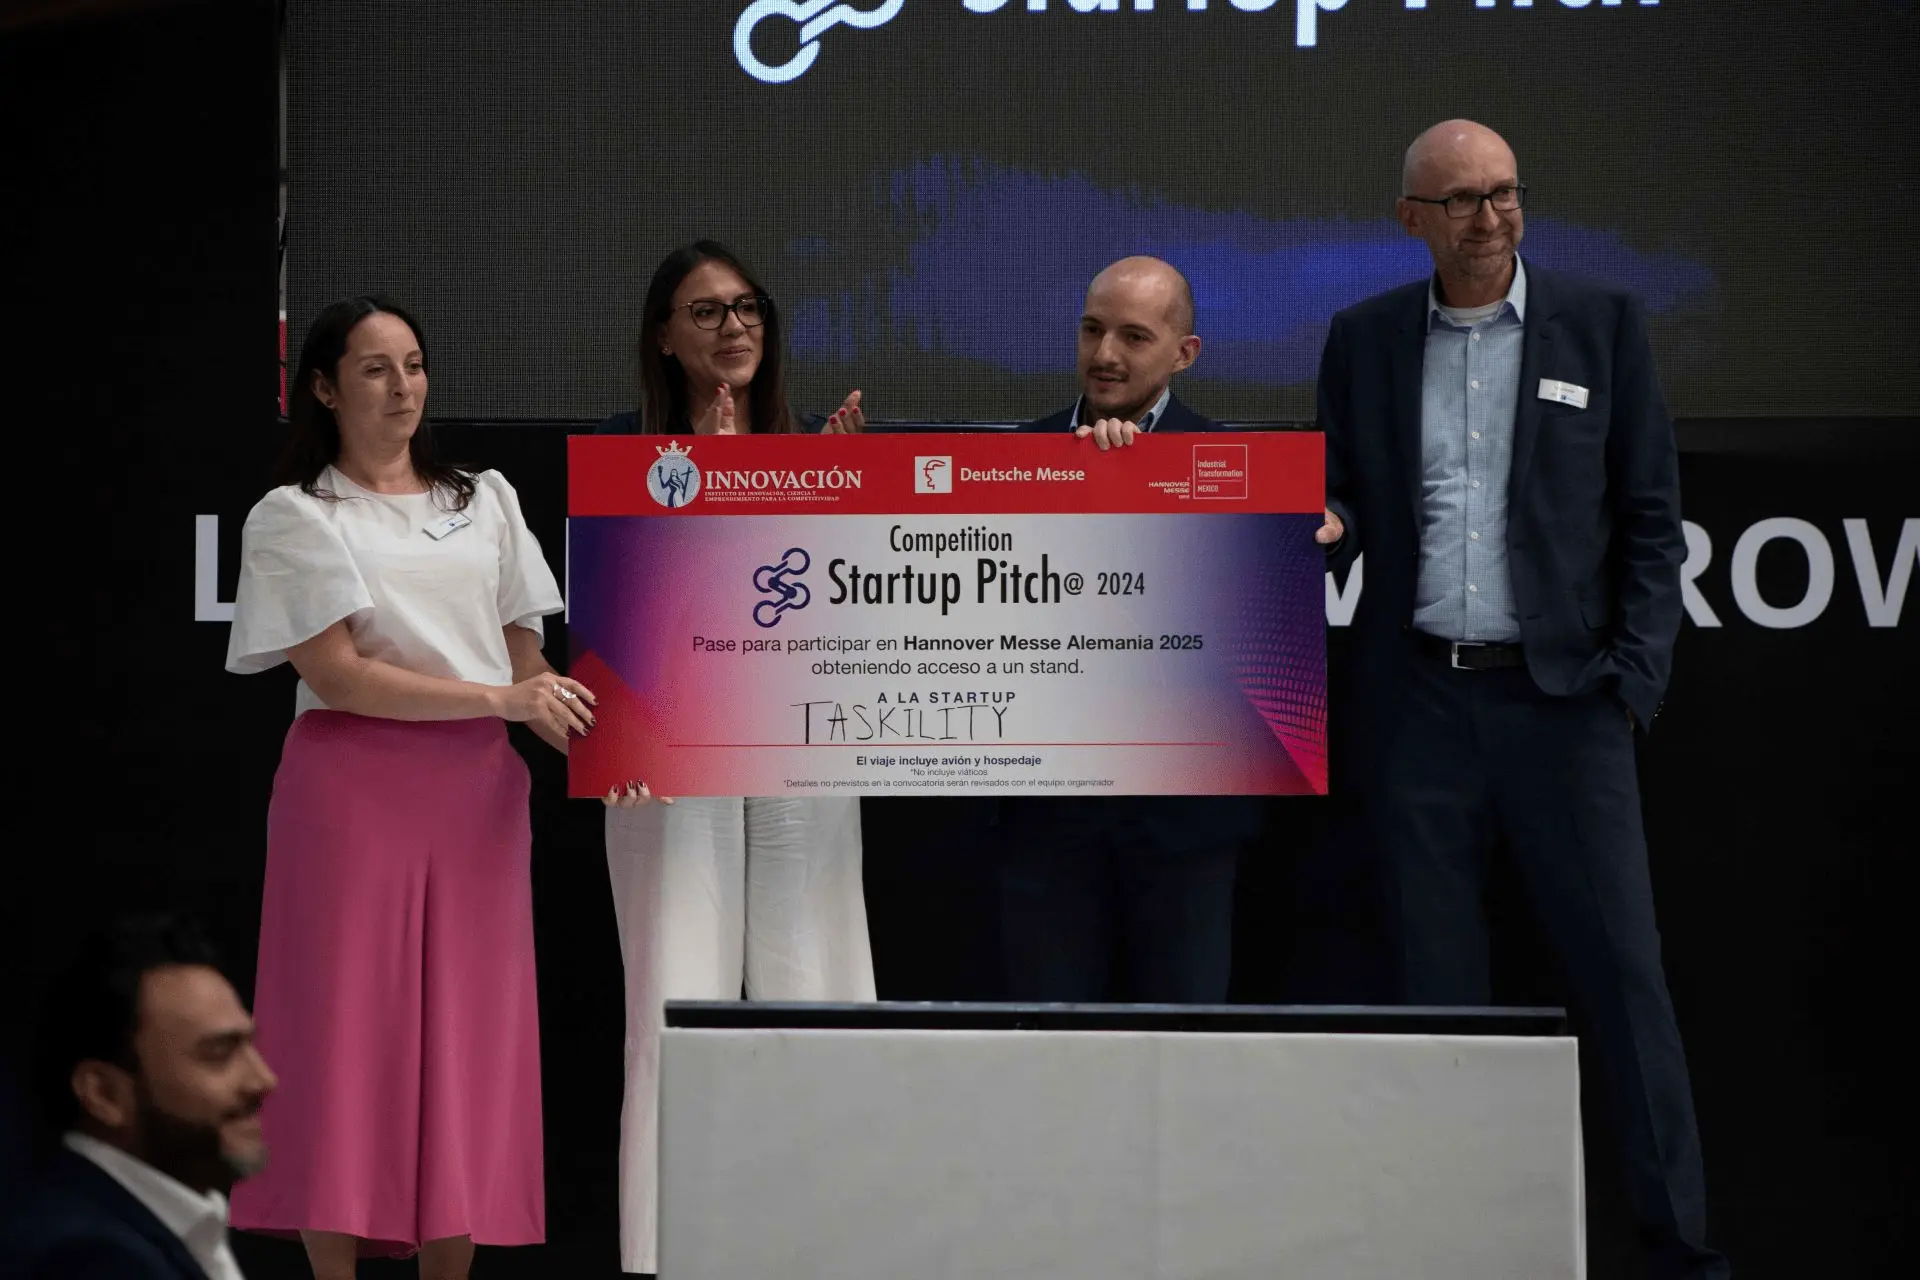 Startup Pitch
INNOVACIÓN
INSTITUTO DE INNOVACIÓN, CIENCIA Y
EMPRENDIMIENTO PARA LA COMPETITIVIDAD
Deutsche Messe
HANNOVER
MESSE
Industrial
Transformation
MEXICO
Competition
Startup Pitch@ 2024
Pase para participar en Hannover Messe Alemania 2025
obteniendo acceso a un stand.
A LA STARTUP
TASKILITY
El viaje incluye avión y hospedaje
*No incluye viáticos
*Detalles no previstos en la convocatoria serán revisados con el equipo organizador